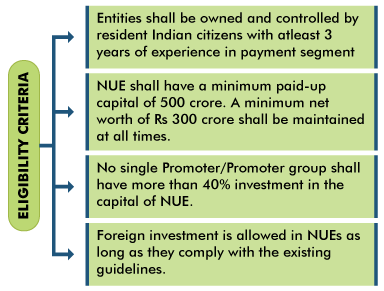 ELIGIBILITY CRITERIA
Entities shall be owned and controlled by
resident Indian citizens with atleast 3
years of experience in payment segment
NUE shall have a minimum paid-up
capital of 500 crore. A minimum net
worth of Rs 300 crore shall be maintained
at all times.
No single Promoter/Promoter group shall
have more than 40% investment in the
capital of NUE.
Foreign investment is allowed in NUEs as
long as they comply with the existing
guidelines.